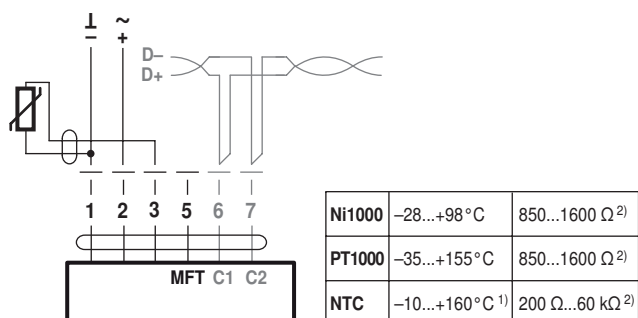 ⊥ ~
– +
D–
D+
1 2 3 5 6 7
MFT C1 C2
Ni1000 –28...+98°C 850...1600 Ω 2)
PT1000 –35...+155°C 850...1600 Ω 2)
NTC –10...+160°C 1) 200 Ω...60 kΩ 2)